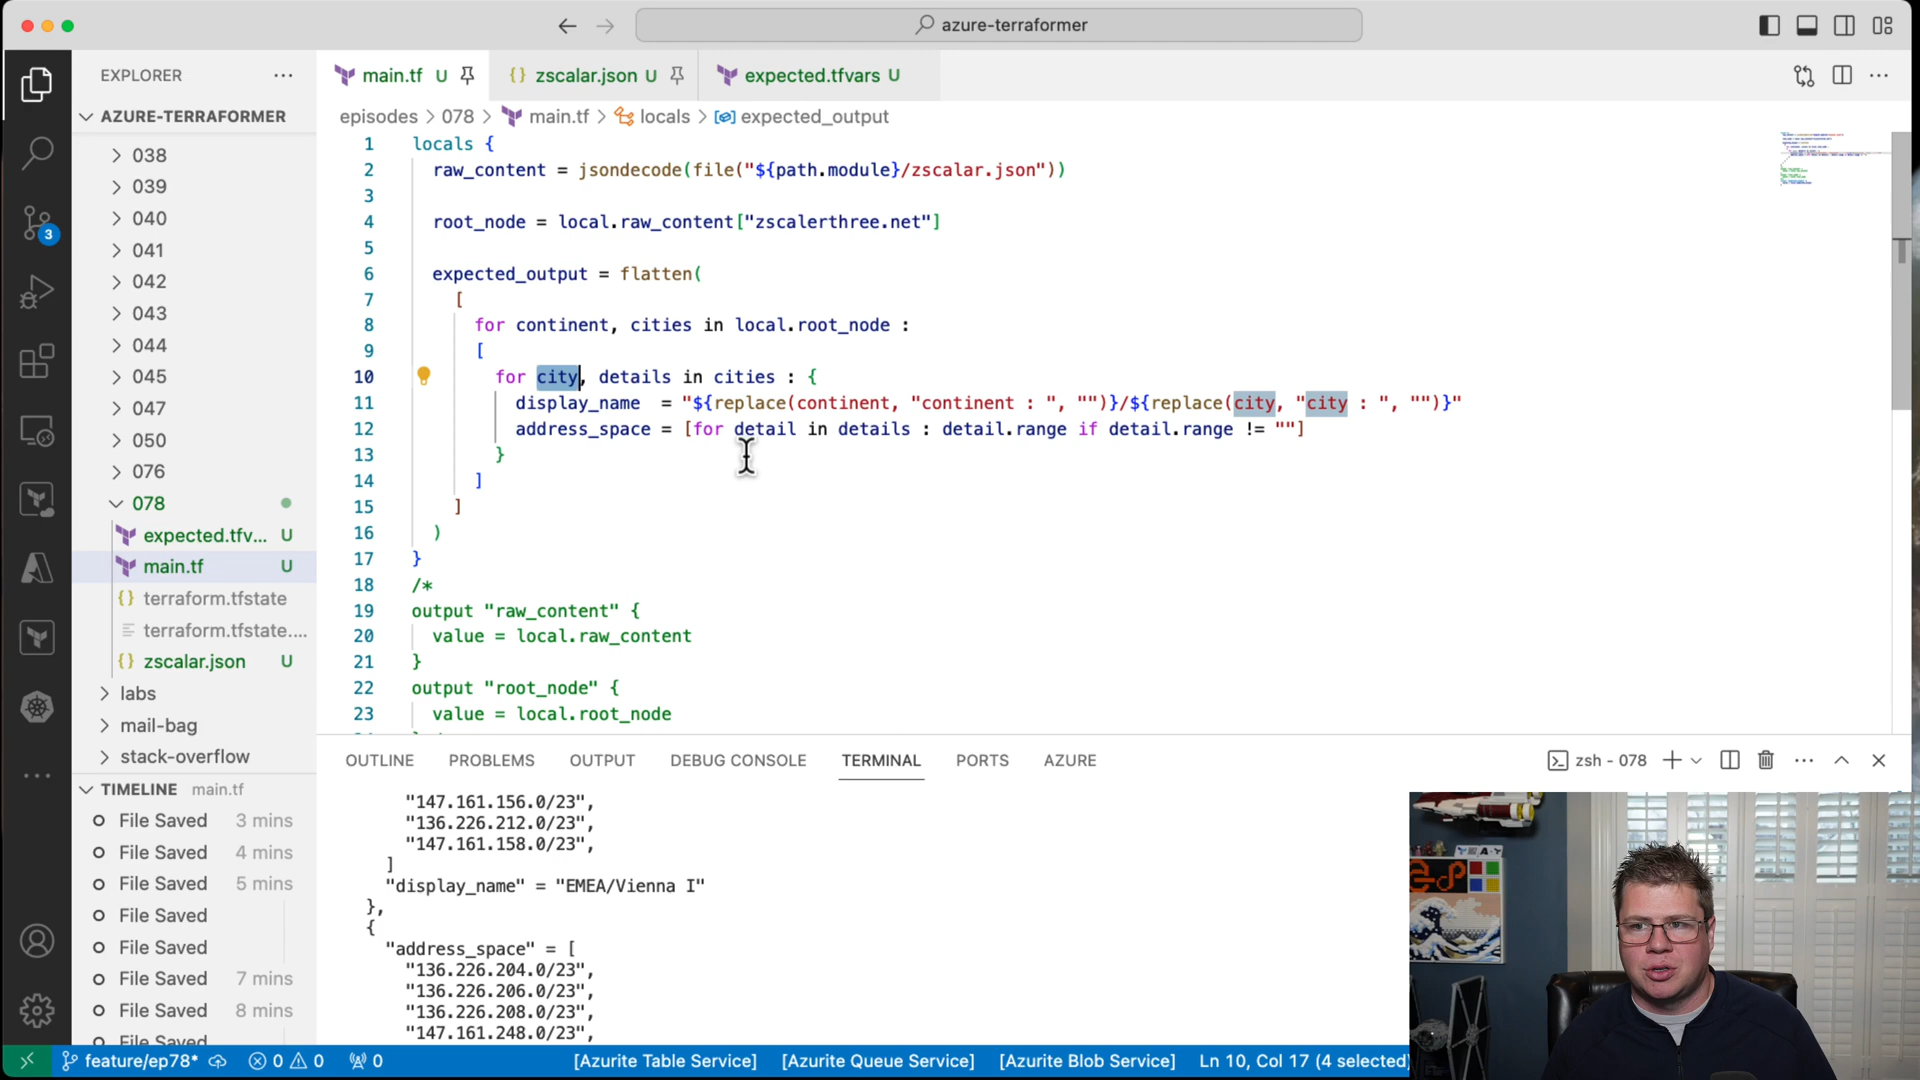 azure-terraformer
EXPLORER
main.tf U
{} zscalar.json U
expected.tfvars U
AZURE-TERRAFORMER
episodes > 078 > main.tf > locals > expected_output
038
039
040
041
042
043
044
045
047
050
076
078
expected.tfv... U
main.tf U
{} terraform.tfstate
terraform.tfstate....
{} zscalar.json U
labs
mail-bag
stack-overflow
3
1 locals {
2 raw_content = jsondecode(file("${path.module}/zscalar.json"))
3
4 root_node = local.raw_content["zscalerthree.net"]
5
6 expected_output = flatten(
7 [
8 for continent, cities in local.root_node :
9 [
10 for city, details in cities : {
11 display_name = "${replace(continent, "continent : ", "")}/${replace(city, "city : ", "")}"
12 address_space = [for detail in details : detail.range if detail.range != ""]
13 }
14 ]
15 ]
16 )
17 }
18 /*
19 output "raw_content" {
20 value = local.raw_content
21 }
22 output "root_node" {
23 value = local.root_node
OUTLINE PROBLEMS OUTPUT DEBUG CONSOLE TERMINAL PORTS AZURE
zsh - 078
TIMELINE main.tf
File Saved 3 mins
File Saved 4 mins
File Saved 5 mins
File Saved
File Saved
File Saved 7 mins
File Saved 8 mins
File Saved
"147.161.156.0/23",
"136.226.212.0/23",
"147.161.158.0/23",
]
"display_name" = "EMEA/Vienna I"
},
{
"address_space" = [
"136.226.204.0/23",
"136.226.206.0/23",
"136.226.208.0/23",
"147.161.248.0/23",
feature/ep78* 0 0 0 [Azurite Table Service] [Azurite Queue Service] [Azurite Blob Service] Ln 10, Col 17 (4 selected)